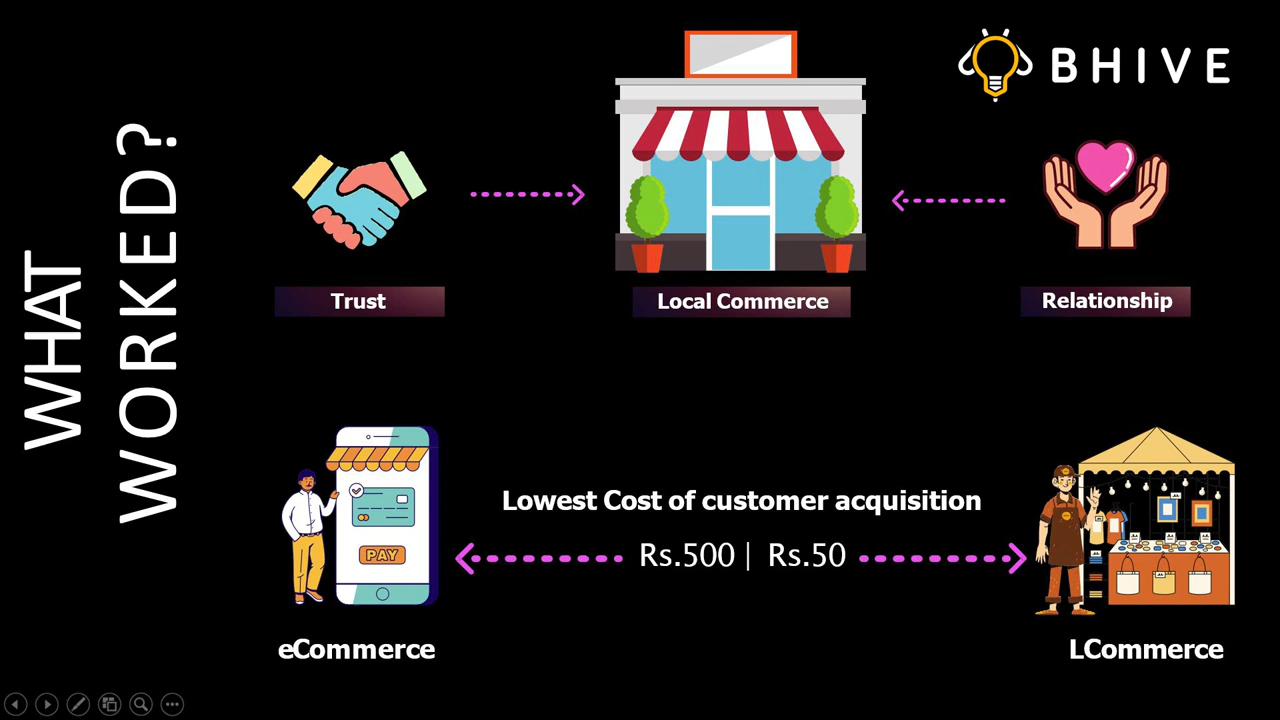 WHAT
WORKED?
BHIVE
Trust
Local Commerce
Relationship
Lowest Cost of customer acquisition
Rs.500 | Rs.50
PAY
eCommerce
LCommerce